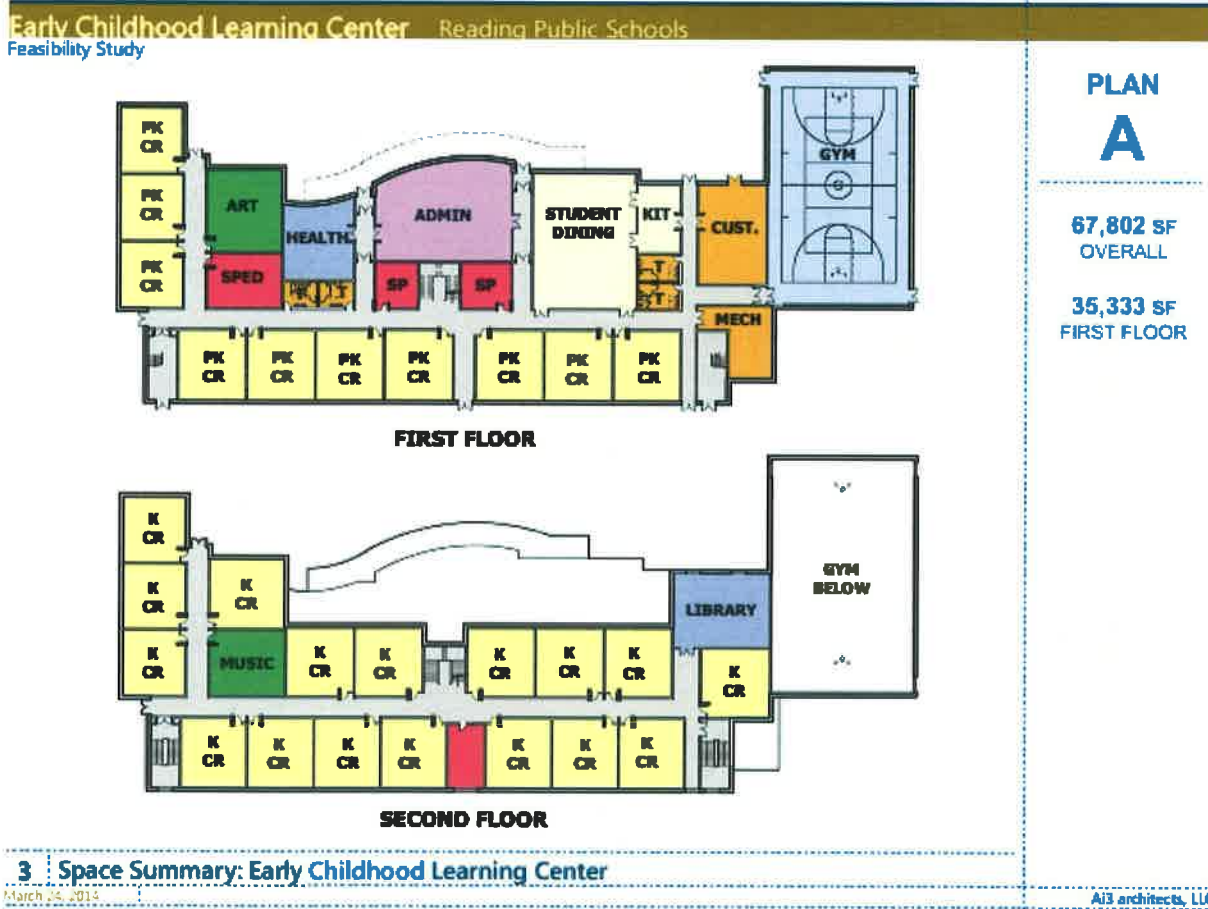 Early Childhood Learning Center Reading Public Schools
Feasibility Study
PLAN
A
67,802 SF
OVERALL
35,333 SF
FIRST FLOOR
PK
CR
PK
CR
PK
CR
ART
SPED
HEALTH
T
ADMIN
SP
SP
STUDENT
DINING
KIT
T
T
CUST.
GYM
MECH
PK
CR
PK
CR
PK
CR
PK
CR
PK
CR
PK
CR
PK
CR
FIRST FLOOR
K
CR
K
CR
K
CR
K
CR
MUSIC
K
CR
K
CR
K
CR
K
CR
K
CR
LIBRARY
K
CR
GYM
BELOW
K
CR
K
CR
K
CR
K
CR
K
CR
K
CR
K
CR
SECOND FLOOR
3 Space Summary: Early Childhood Learning Center
March 24, 2014
Ai3 architects, LLC